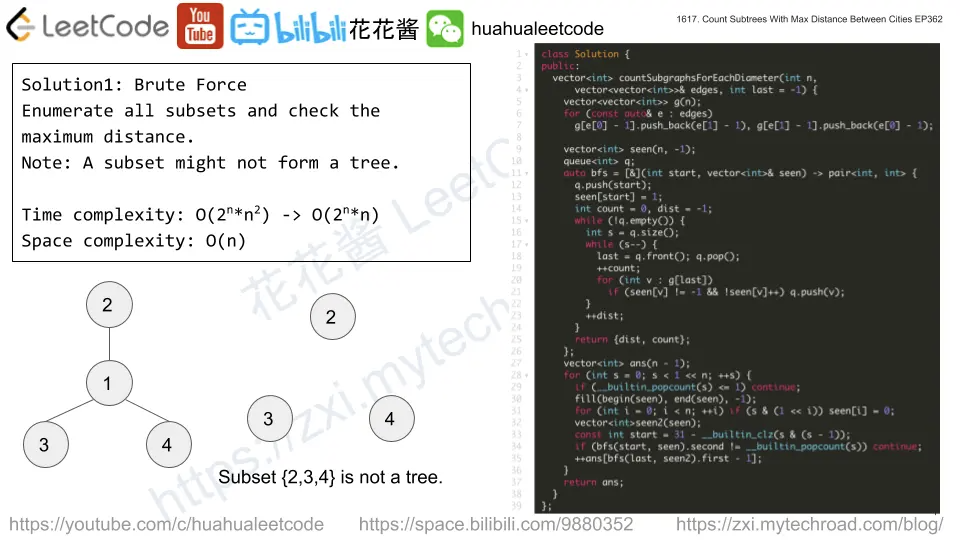 LeetCode You Tube bilibili 花花酱 huahualeetcode
1617. Count Subtrees With Max Distance Between Cities EP362
Solution1: Brute Force
Enumerate all subsets and check the
maximum distance.
Note: A subset might not form a tree.
Time complexity: O(2ⁿ*n²) -> O(2ⁿ*n)
Space complexity: O(n)
2
1
3
4
2
3
4
Subset {2,3,4} is not a tree.
花花酱 LeetC
https://zxi.mytechro
1 class Solution {
2 public:
3 vector<int> countSubgraphsForEachDiameter(int n,
4 vector<vector<int>>& edges, int last = -1) {
5 vector<vector<int>> g(n);
6 for (const auto& e : edges)
7 g[e[0] - 1].push_back(e[1] - 1), g[e[1] - 1].push_back(e[0] - 1);
8
9 vector<int> seen(n, -1);
10 queue<int> q;
11 auto bfs = [&](int start, vector<int>& seen) -> pair<int, int> {
12 q.push(start);
13 seen[start] = 1;
14 int count = 0, dist = -1;
15 while (!q.empty()) {
16 int s = q.size();
17 while (s--) {
18 last = q.front(); q.pop();
19 ++count;
20 for (int v : g[last])
21 if (seen[v] != -1 && !seen[v]++) q.push(v);
22 }
23 ++dist;
24 }
25 return {dist, count};
26 };
27 vector<int> ans(n - 1);
28 for (int s = 0; s < 1 << n; ++s) {
29 if (__builtin_popcount(s) <= 1) continue;
30 fill(begin(seen), end(seen), -1);
31 for (int i = 0; i < n; ++i) if (s & (1 << i)) seen[i] = 0;
32 vector<int>seen2(seen);
33 const int start = 31 - __builtin_clz(s & (s - 1));
34 if (bfs(start, seen).second != __builtin_popcount(s)) continue;
35 ++ans[bfs(last, seen2).first - 1];
36 }
37 return ans;
38 }
39 };
https://youtube.com/c/huahualeetcode https://space.bilibili.com/9880352 https://zxi.mytechroad.com/blog/